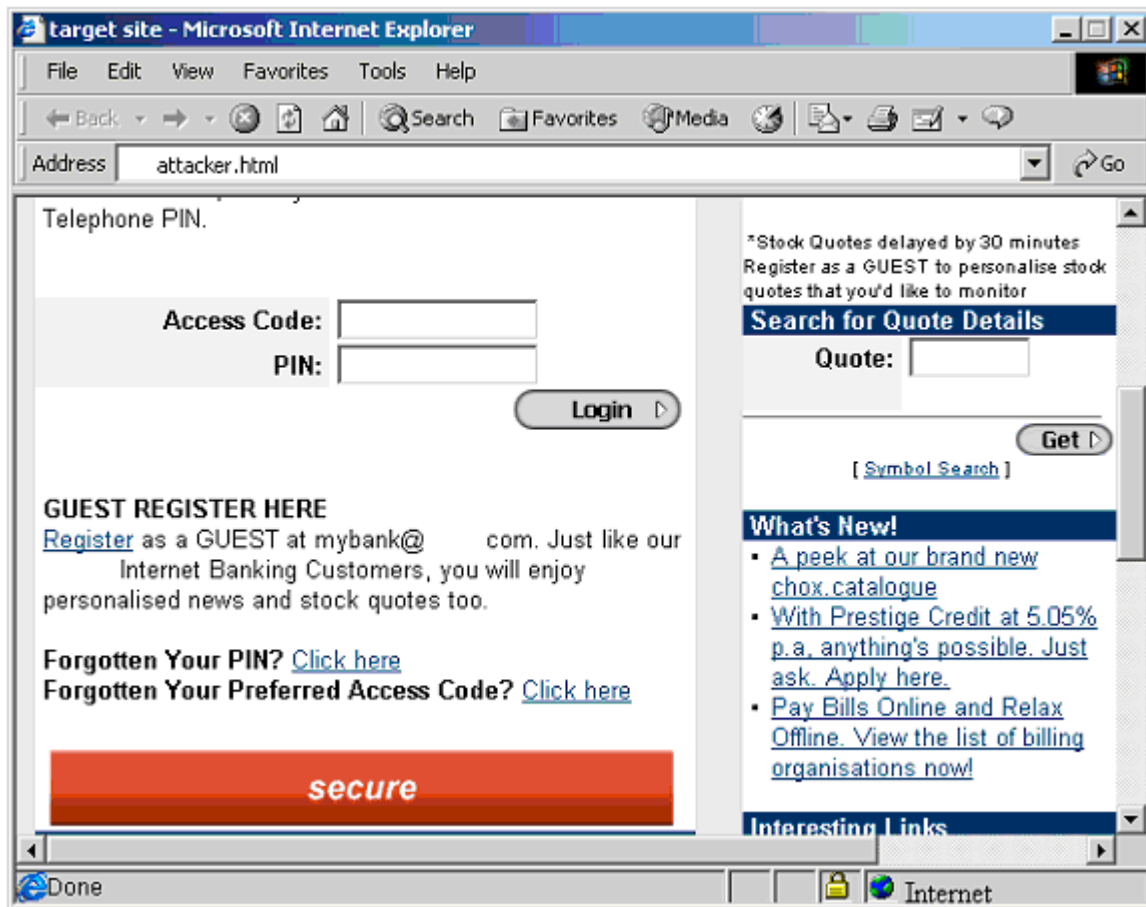 target site - Microsoft Internet Explorer
File Edit View Favorites Tools Help
Back Search Favorites Media
Address attacker.html Go
Telephone PIN.
Access Code:
PIN:
Login
GUEST REGISTER HERE
Register as a GUEST at mybank@ com. Just like our
Internet Banking Customers, you will enjoy
personalised news and stock quotes too.
Forgotten Your PIN? Click here
Forgotten Your Preferred Access Code? Click here
secure
*Stock Quotes delayed by 30 minutes
Register as a GUEST to personalise stock
quotes that you'd like to monitor
Search for Quote Details
Quote:
Get
[ Symbol Search ]
What's New!
▪ A peek at our brand new
chox.catalogue
▪ With Prestige Credit at 5.05%
p.a, anything's possible. Just
ask. Apply here.
▪ Pay Bills Online and Relax
Offline. View the list of billing
organisations now!
Interesting Links
Done
Internet